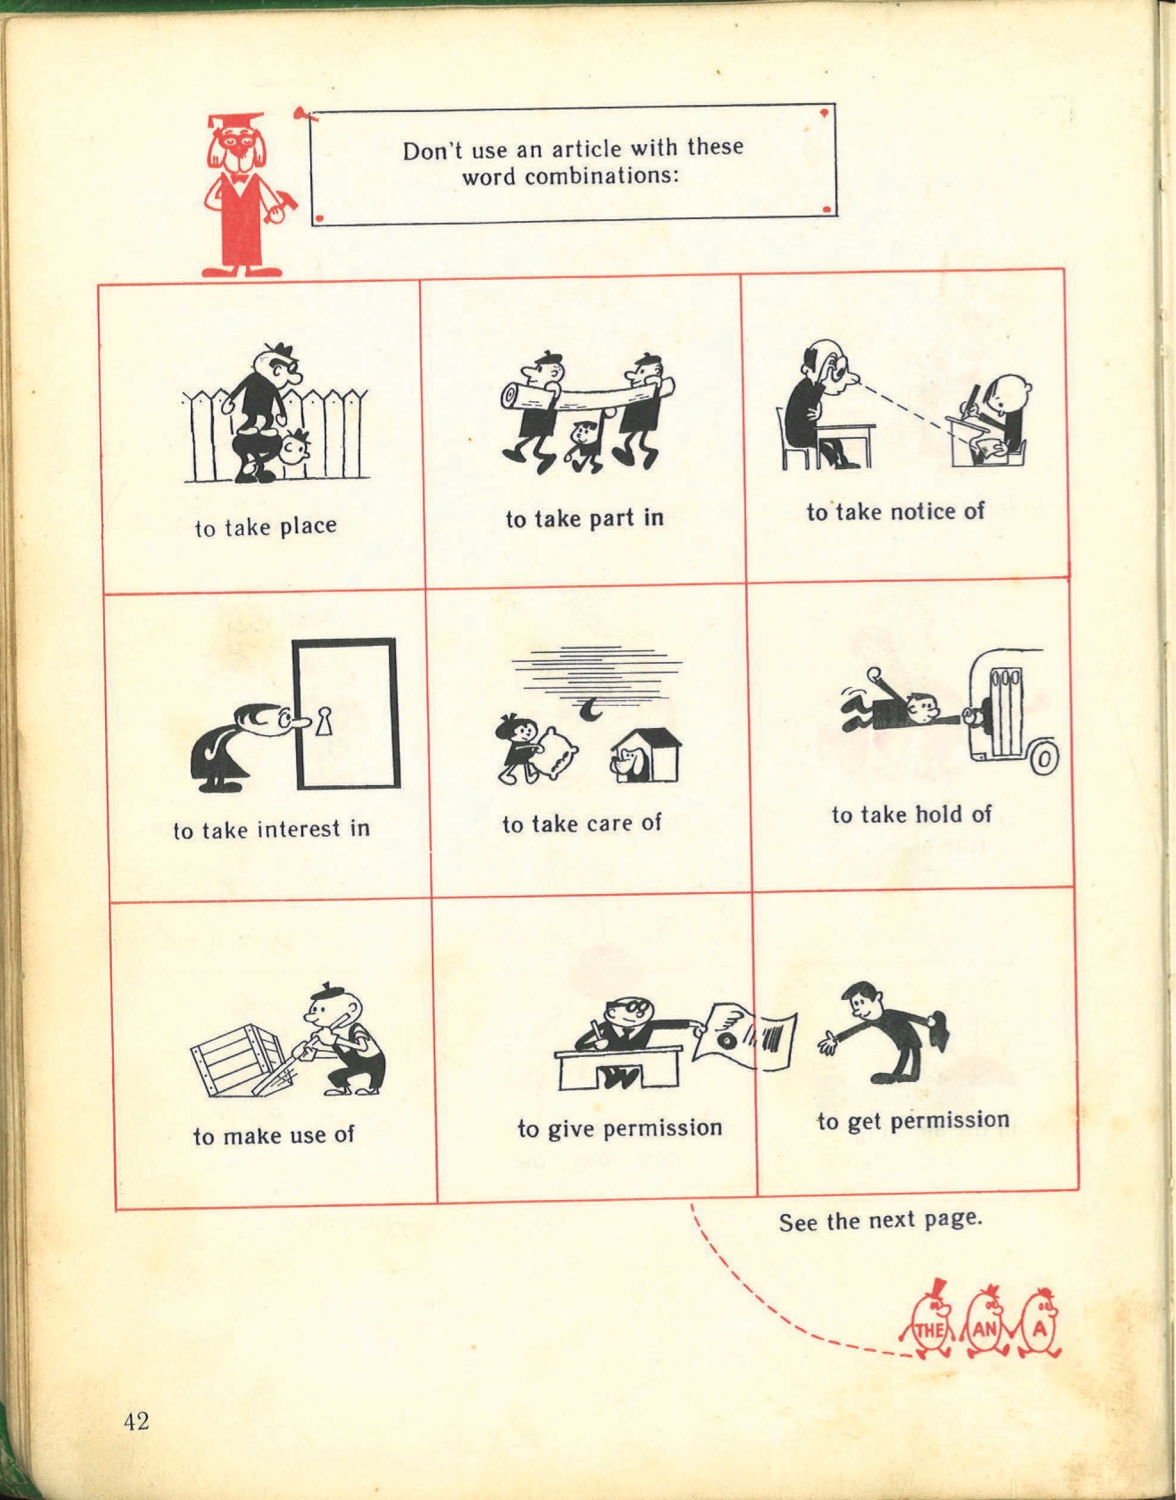 Don't use an article with these
word combinations:
to take place
to take part in
to take notice of
to take interest in
to take care of
to take hold of
to make use of
to give permission
to get permission
See the next page.
THE AN A
42